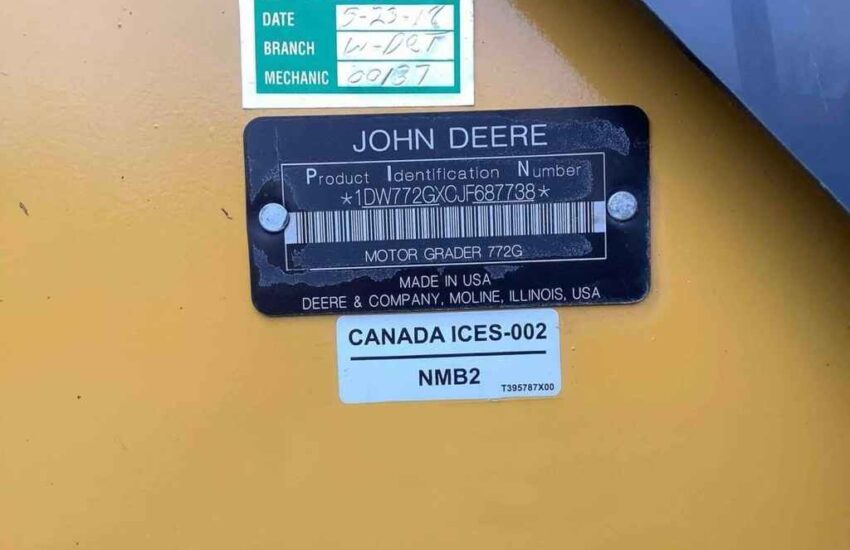 DATE 5-23-18
BRANCH W-DET
MECHANIC 00137
JOHN DEERE
Product Identification Number
*1DW772GXCJF687738*
MOTOR GRADER 772G
MADE IN USA
DEERE & COMPANY, MOLINE, ILLINOIS, USA
CANADA ICES-002
NMB2
T395787X00